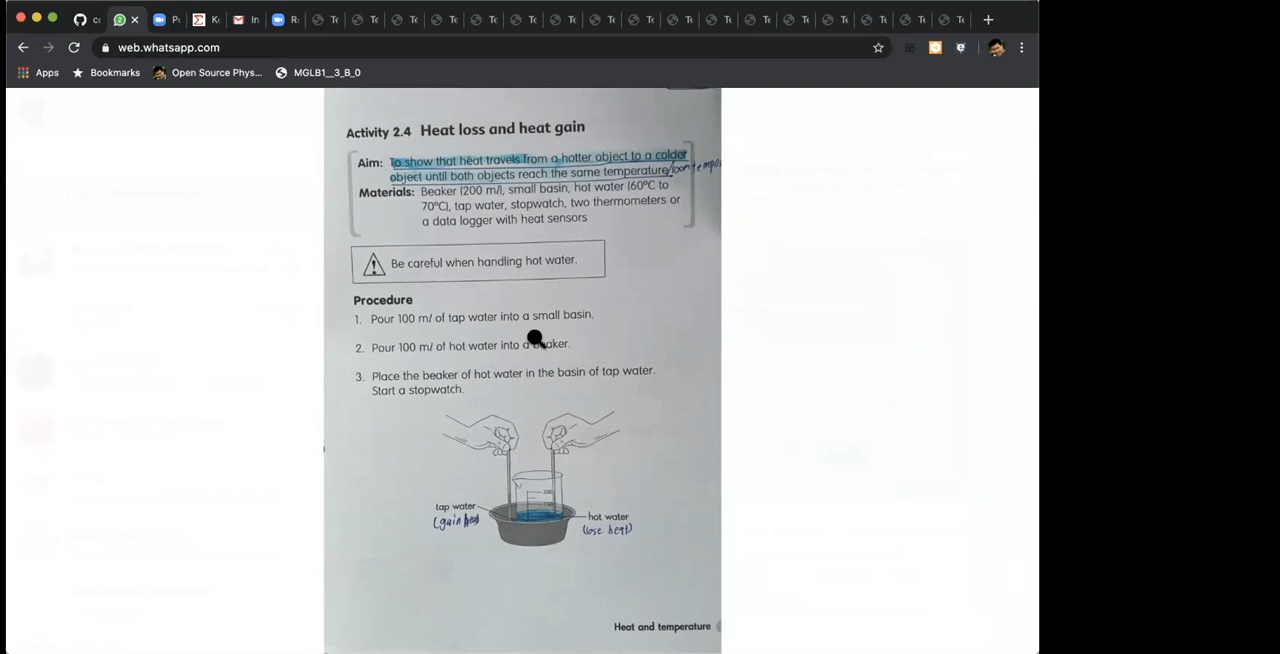 web.whatsapp.com
Apps
Bookmarks
Open Source Phys...
MGLB1__3_B_0
Activity 2.4 Heat loss and heat gain
Aim: To show that heat travels from a hotter object to a colder
object until both objects reach the same temperature/room temper
Materials: Beaker (200 ml), small basin, hot water (60°C to
70°C), tap water, stopwatch, two thermometers or
a data logger with heat sensors
Be careful when handling hot water.
Procedure
1. Pour 100 ml of tap water into a small basin.
2. Pour 100 ml of hot water into a beaker.
3. Place the beaker of hot water in the basin of tap water.
Start a stopwatch.
200
tap water
(gain heat)
hot water
(lose heat)
Heat and temperature